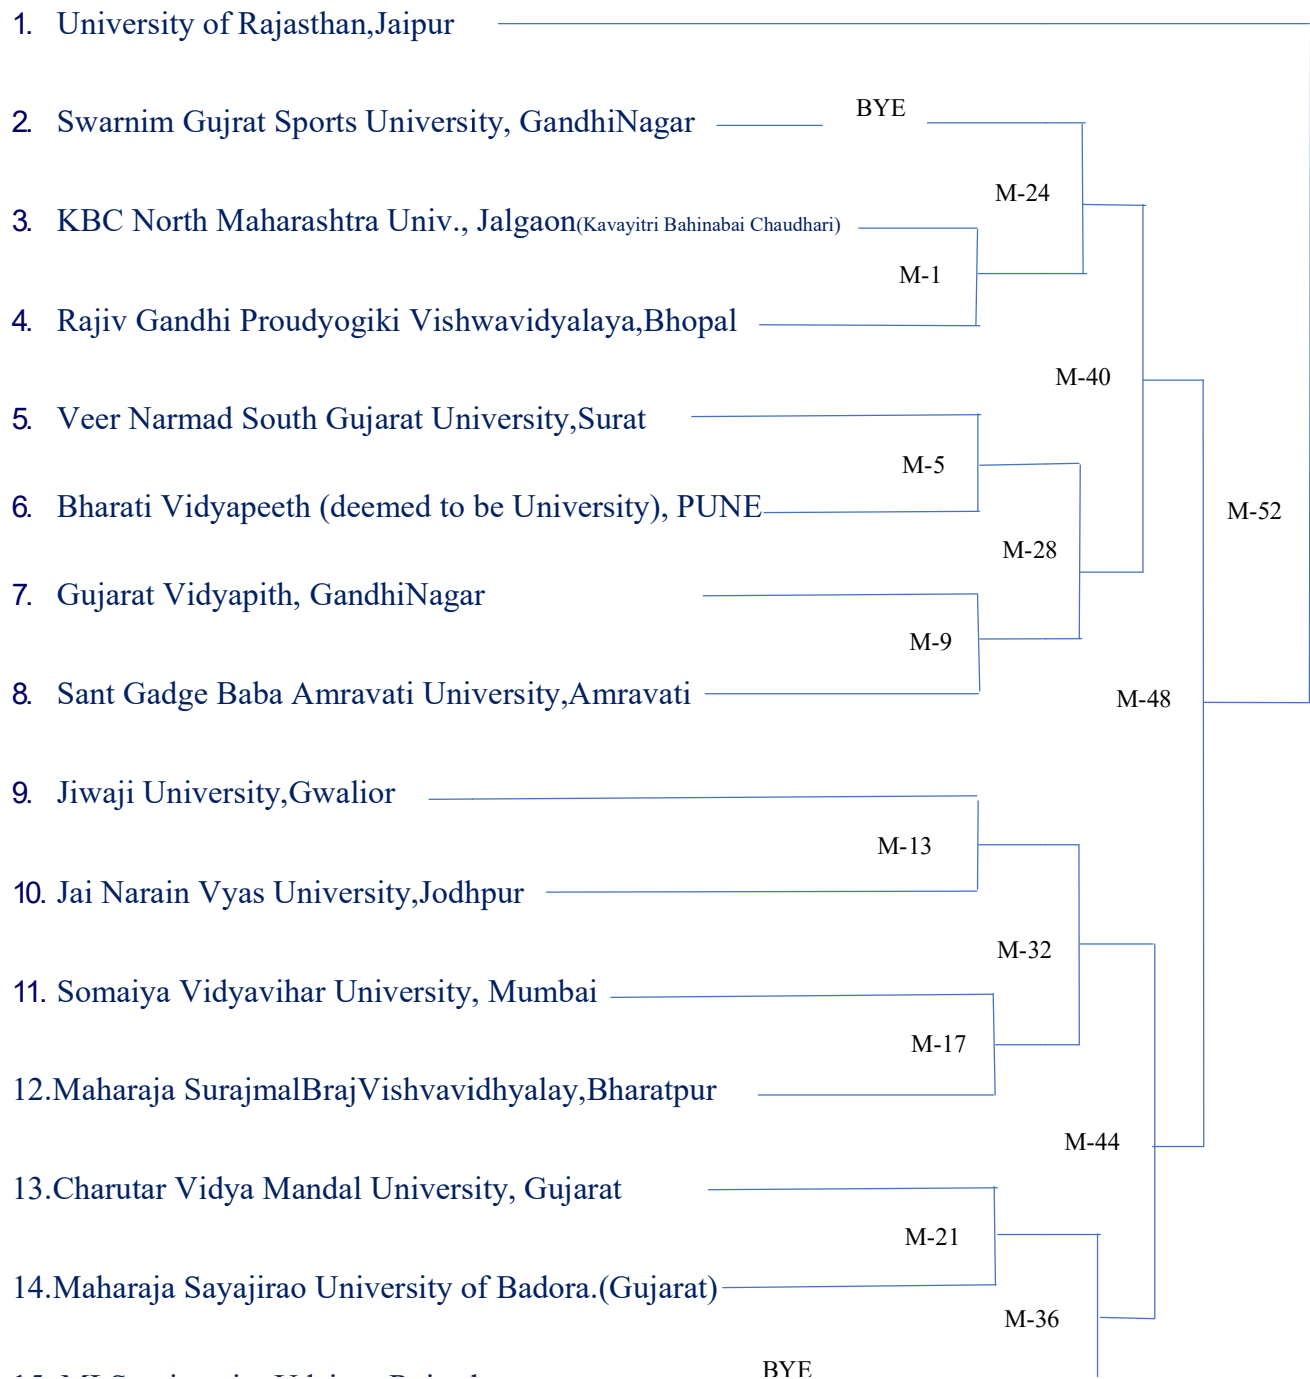 1. University of Rajasthan,Jaipur
2. Swarnim Gujrat Sports University, GandhiNagar BYE
M-24
3. KBC North Maharashtra Univ., Jalgaon(Kavayitri Bahinabai Chaudhari)
M-1
4. Rajiv Gandhi Proudyogiki Vishwavidyalaya,Bhopal
M-40
5. Veer Narmad South Gujarat University,Surat
M-5
6. Bharati Vidyapeeth (deemed to be University), PUNE
M-52
M-28
7. Gujarat Vidyapith, GandhiNagar
M-9
8. Sant Gadge Baba Amravati University,Amravati
M-48
9. Jiwaji University,Gwalior
M-13
10. Jai Narain Vyas University,Jodhpur
M-32
11. Somaiya Vidyavihar University, Mumbai
M-17
12.Maharaja SurajmalBrajVishvavidhyalay,Bharatpur
M-44
13.Charutar Vidya Mandal University, Gujarat
M-21
14.Maharaja Sayajirao University of Badora.(Gujarat)
M-36
BYE